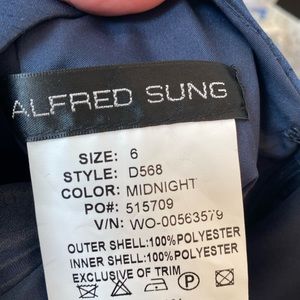 ALFRED SUNG
SIZE: 6
STYLE: D568
COLOR: MIDNIGHT
PO#: 515709
V/N: WO-00563579
OUTER SHELL:100%POLYESTER
INNER SHELL:100%POLYESTER
EXCLUSIVE OF TRIM